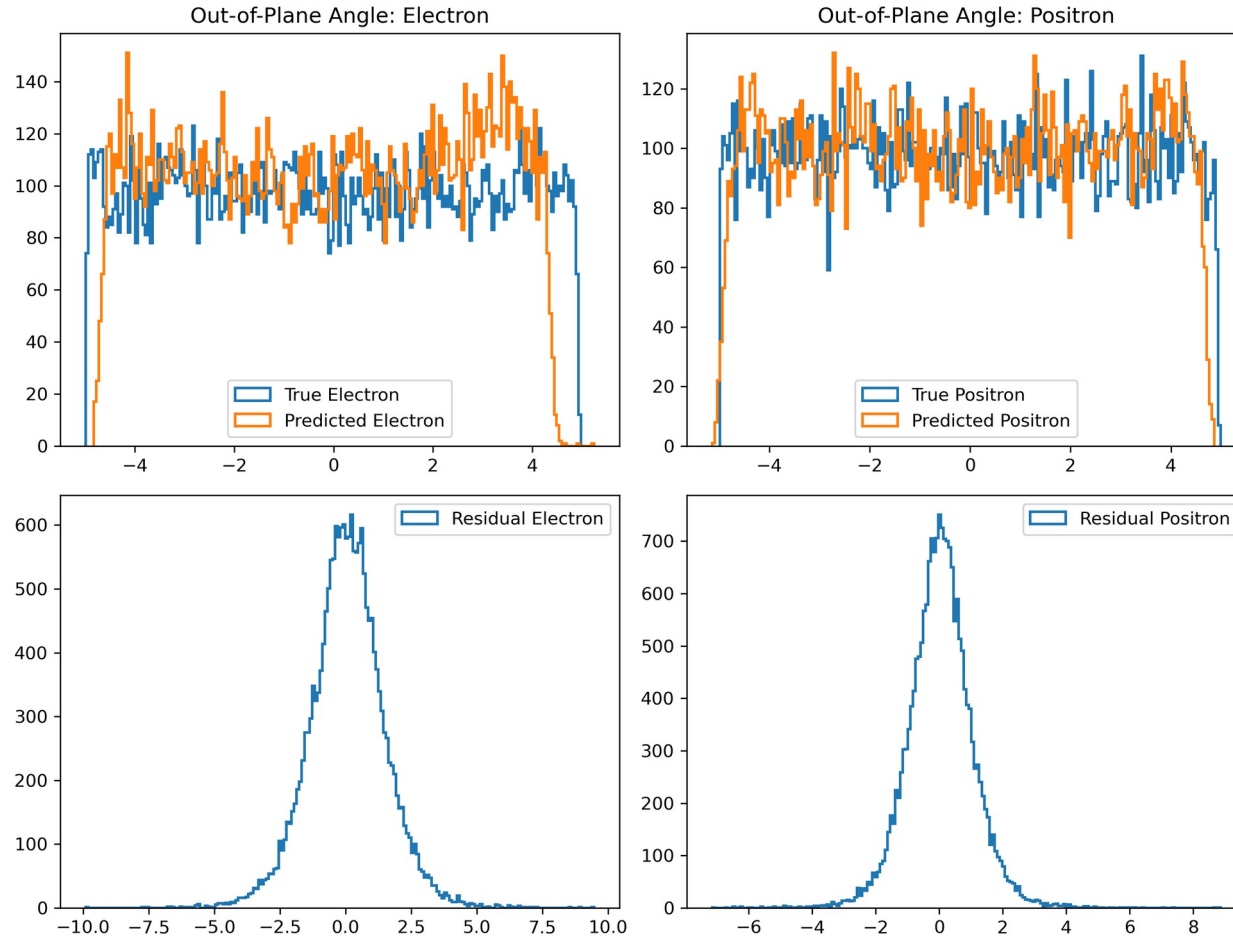 Out-of-Plane Angle: Electron
140
120
100
80
60
40
20
0
True Electron
Predicted Electron
−4 −2 0 2 4
Out-of-Plane Angle: Positron
120
100
80
60
40
20
0
True Positron
Predicted Positron
−4 −2 0 2 4
600
500
400
300
200
100
0
Residual Electron
−10.0 −7.5 −5.0 −2.5 0.0 2.5 5.0 7.5 10.0
700
600
500
400
300
200
100
0
Residual Positron
−6 −4 −2 0 2 4 6 8